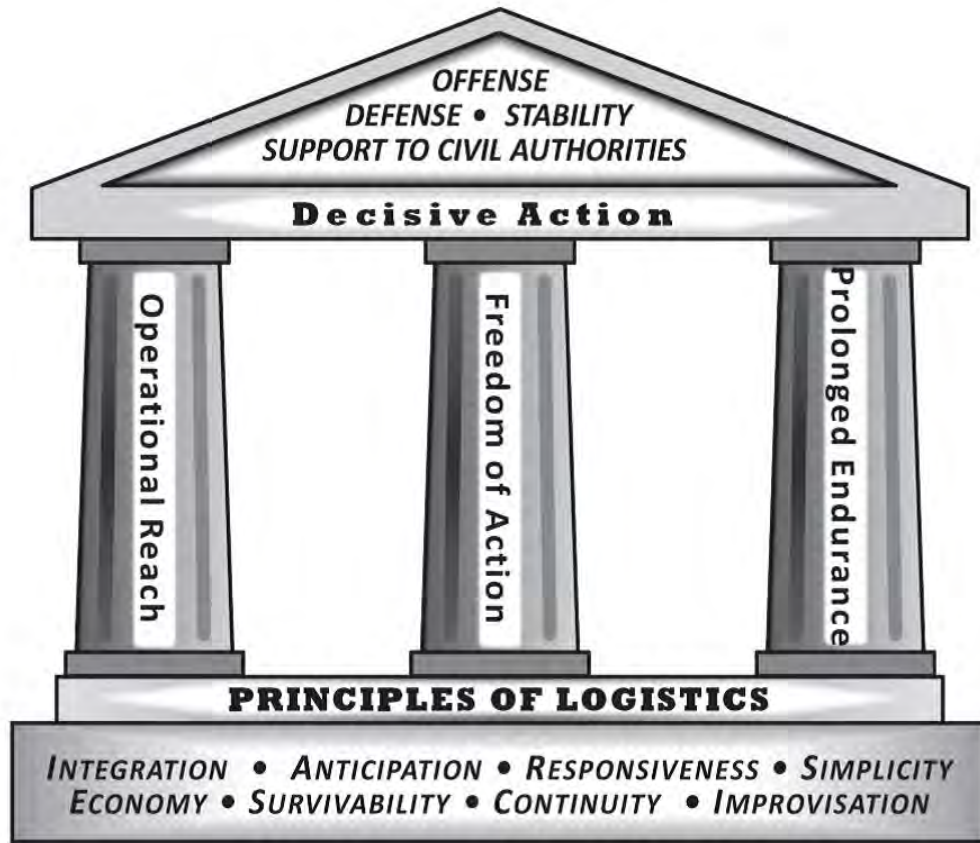 OFFENSE
DEFENSE • STABILITY
SUPPORT TO CIVIL AUTHORITIES
Decisive Action
Operational Reach
Freedom of Action
Prolonged Endurance
PRINCIPLES OF LOGISTICS
INTEGRATION • ANTICIPATION • RESPONSIVENESS • SIMPLICITY
ECONOMY • SURVIVABILITY • CONTINUITY • IMPROVISATION